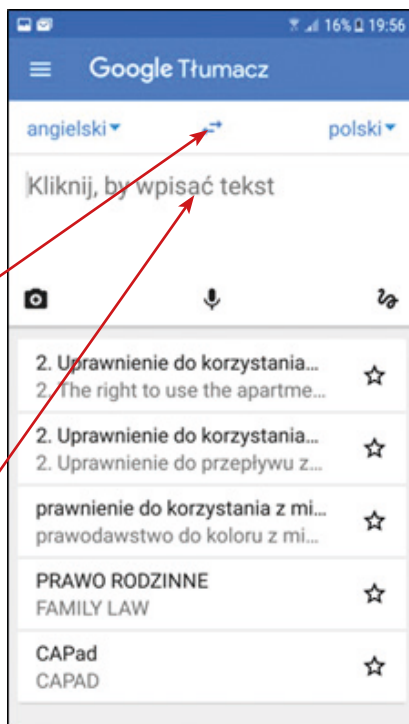 16% 19:56
Google Tłumacz
angielski polski
Kliknij, by wpisać tekst
2. Uprawnienie do korzystania...
2. The right to use the apartme...
2. Uprawnienie do korzystania...
2. Uprawnienie do przepływu z...
prawnienie do korzystania z mi...
prawodawstwo do koloru z mi...
PRAWO RODZINNE
FAMILY LAW
CAPad
CAPAD